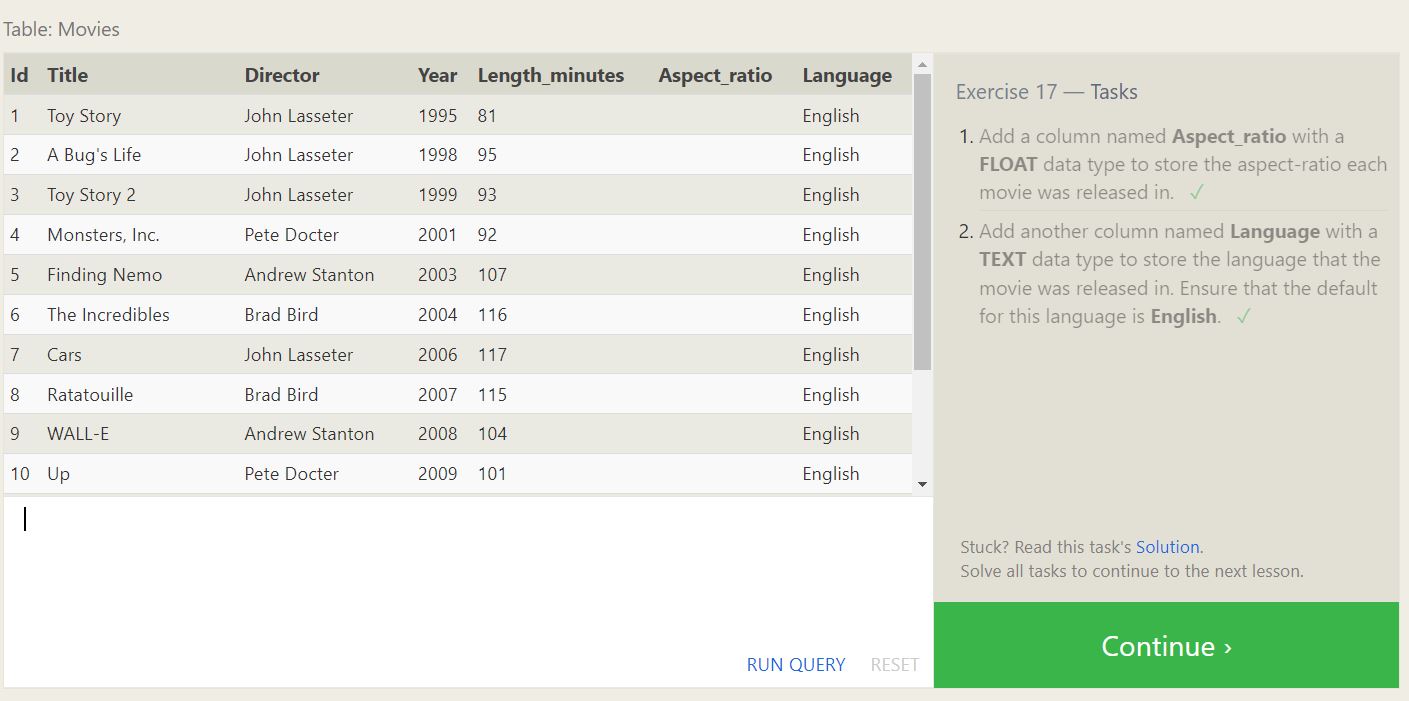 Table: Movies
Id Title Director Year Length_minutes Aspect_ratio Language
1 Toy Story John Lasseter 1995 81 English
2 A Bug's Life John Lasseter 1998 95 English
3 Toy Story 2 John Lasseter 1999 93 English
4 Monsters, Inc. Pete Docter 2001 92 English
5 Finding Nemo Andrew Stanton 2003 107 English
6 The Incredibles Brad Bird 2004 116 English
7 Cars John Lasseter 2006 117 English
8 Ratatouille Brad Bird 2007 115 English
9 WALL-E Andrew Stanton 2008 104 English
10 Up Pete Docter 2009 101 English
RUN QUERY RESET
Exercise 17 — Tasks
1. Add a column named Aspect_ratio with a
FLOAT data type to store the aspect-ratio each
movie was released in. ✓
2. Add another column named Language with a
TEXT data type to store the language that the
movie was released in. Ensure that the default
for this language is English. ✓
Stuck? Read this task's Solution.
Solve all tasks to continue to the next lesson.
Continue ›